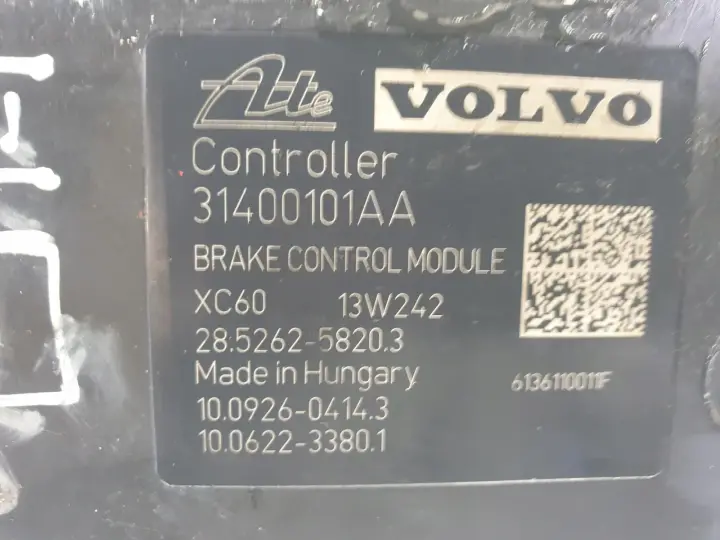 Ate VOLVO
Controller
31400101AA
BRAKE CONTROL MODULE
XC60 13W242
28.5262-5820.3
Made in Hungary
6136110011F
10.0926-0414.3
10.0622-3380.1